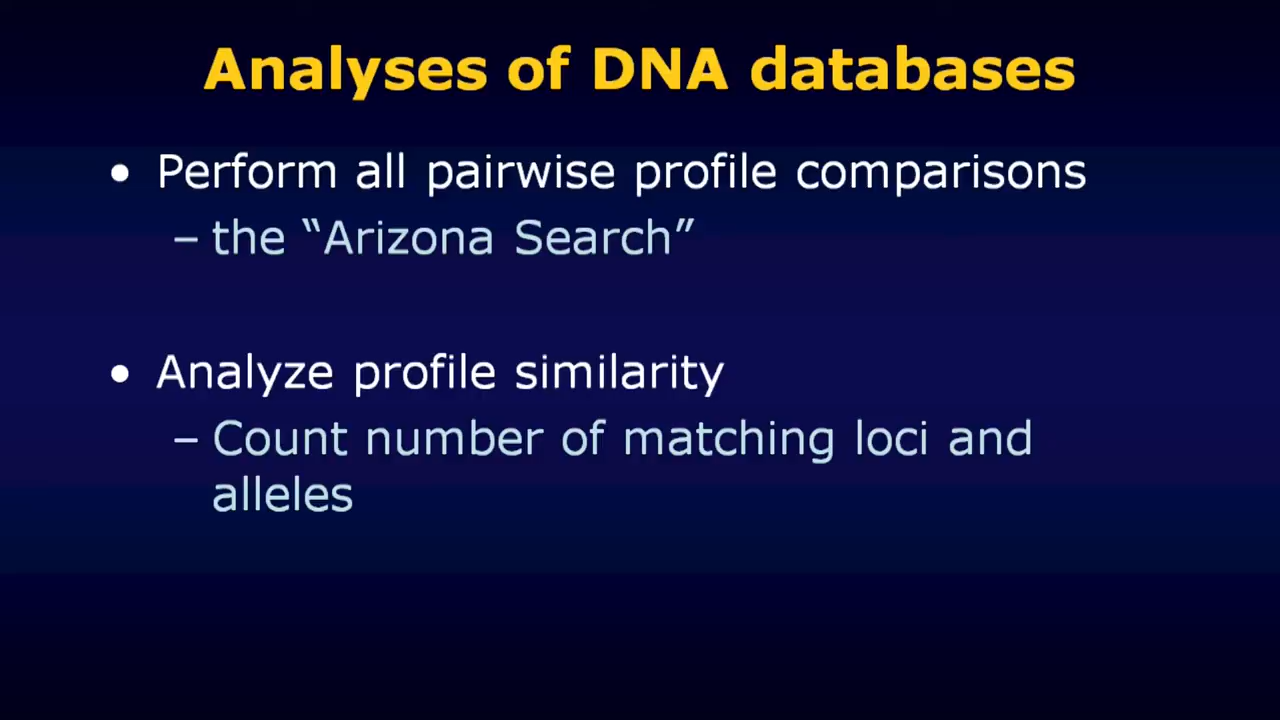 Analyses of DNA databases
• Perform all pairwise profile comparisons
– the “Arizona Search”
• Analyze profile similarity
– Count number of matching loci and
alleles